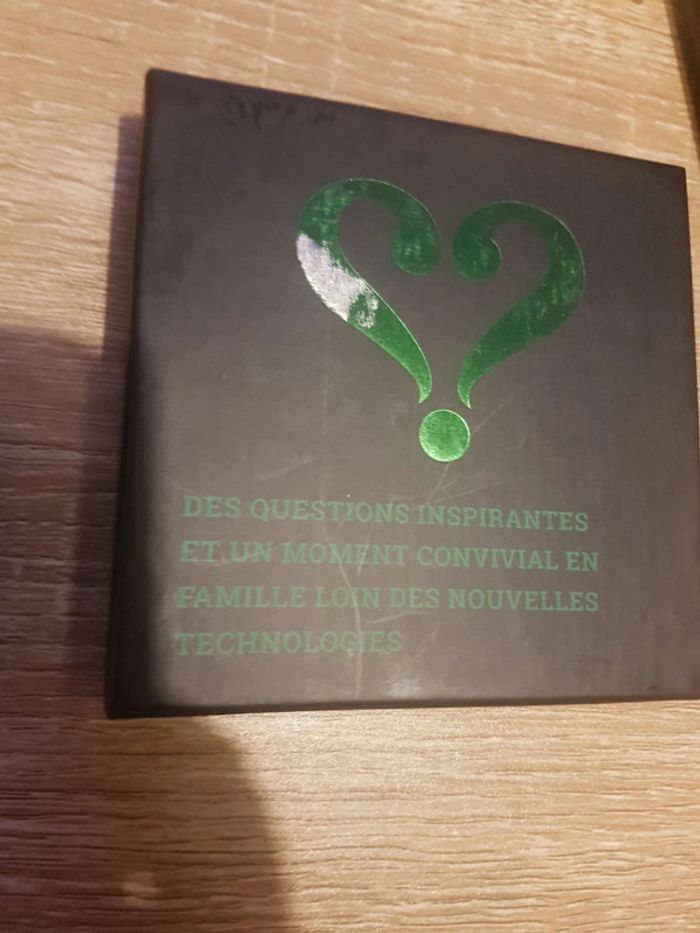 DES QUESTIONS INSPIRANTES
ET UN MOMENT CONVIVIAL EN
FAMILLE LOIN DES NOUVELLES
TECHNOLOGIES